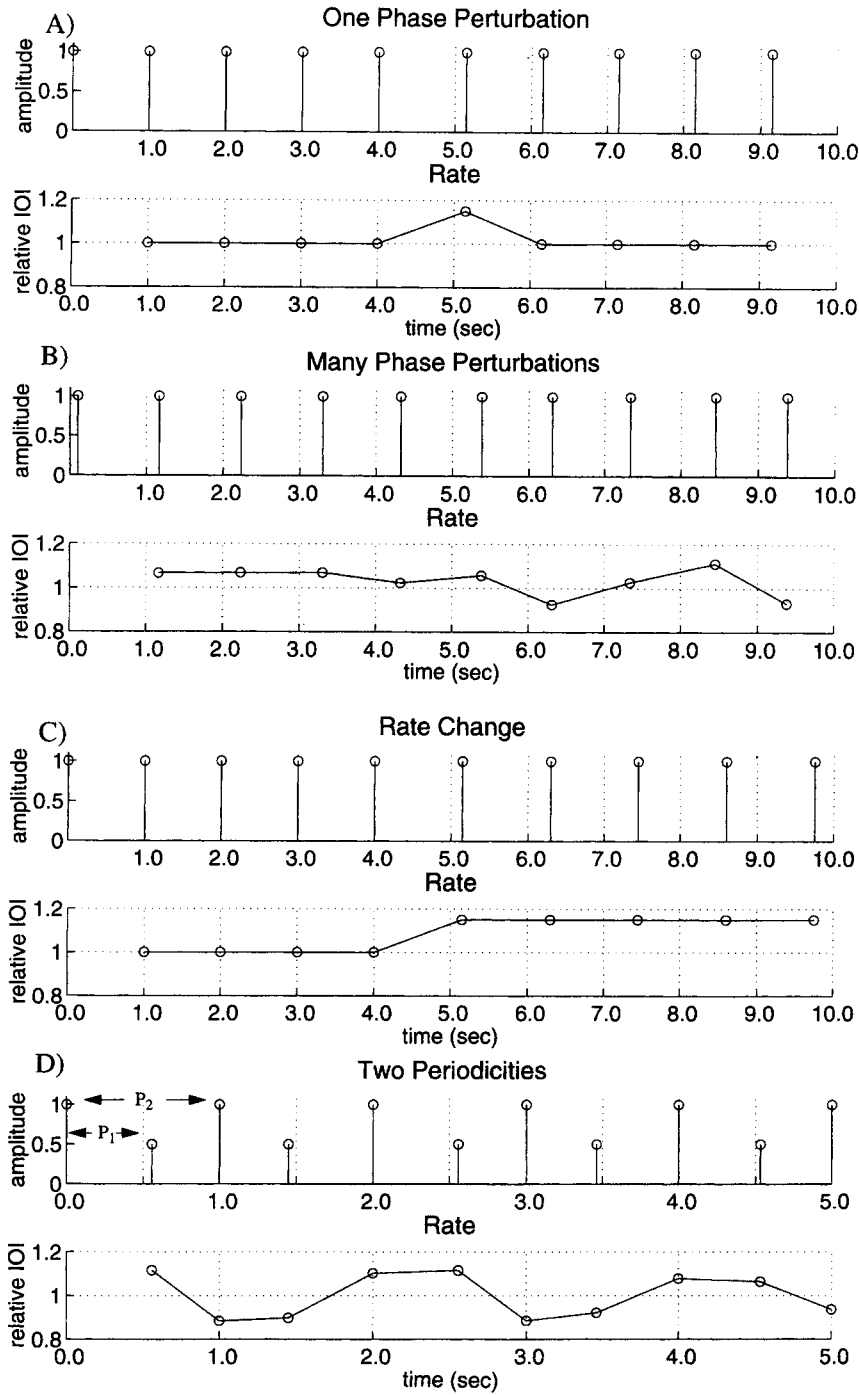 A)
One Phase Perturbation
amplitude
1
0.5
0
1.0 2.0 3.0 4.0 5.0 6.0 7.0 8.0 9.0 10.0
Rate
relative IOI
1.2
1
0.8
0.0 1.0 2.0 3.0 4.0 5.0 6.0 7.0 8.0 9.0 10.0
time (sec)
B)
Many Phase Perturbations
amplitude
1
0.5
0
1.0 2.0 3.0 4.0 5.0 6.0 7.0 8.0 9.0 10.0
Rate
relative IOI
1.2
1
0.8
0.0 1.0 2.0 3.0 4.0 5.0 6.0 7.0 8.0 9.0 10.0
time (sec)
C)
Rate Change
amplitude
1
0.5
0
1.0 2.0 3.0 4.0 5.0 6.0 7.0 8.0 9.0 10.0
Rate
relative IOI
1.2
1
0.8
0.0 1.0 2.0 3.0 4.0 5.0 6.0 7.0 8.0 9.0 10.0
time (sec)
D)
Two Periodicities
amplitude
1
0.5
0
P2
P1
0.0 1.0 2.0 3.0 4.0 5.0
Rate
relative IOI
1.2
1
0.8
0.0 1.0 2.0 3.0 4.0 5.0
time (sec)